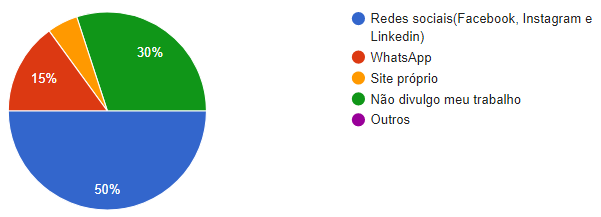 30%
15%
50%
Redes sociais(Facebook, Instagram e
Linkedin)
WhatsApp
Site próprio
Não divulgo meu trabalho
Outros